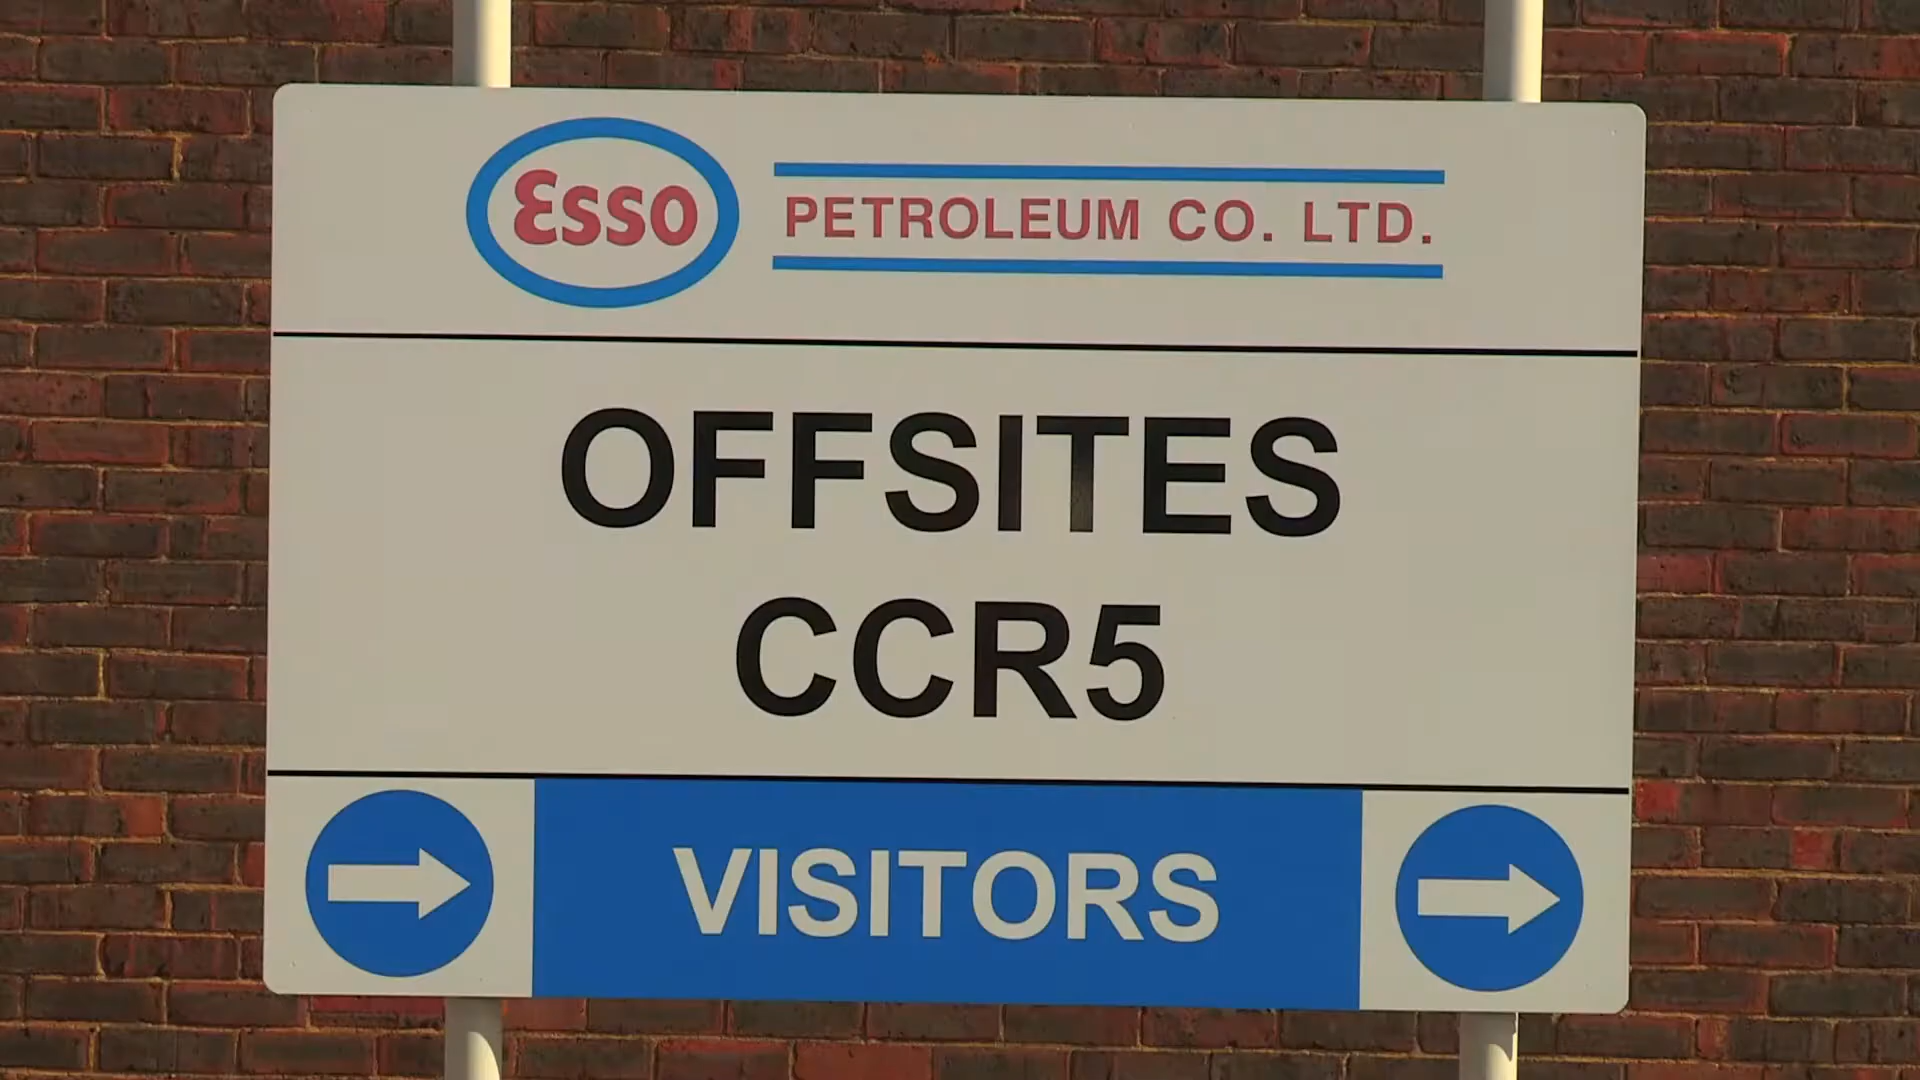 Esso PETROLEUM CO. LTD.
OFFSITES
CCR5
VISITORS